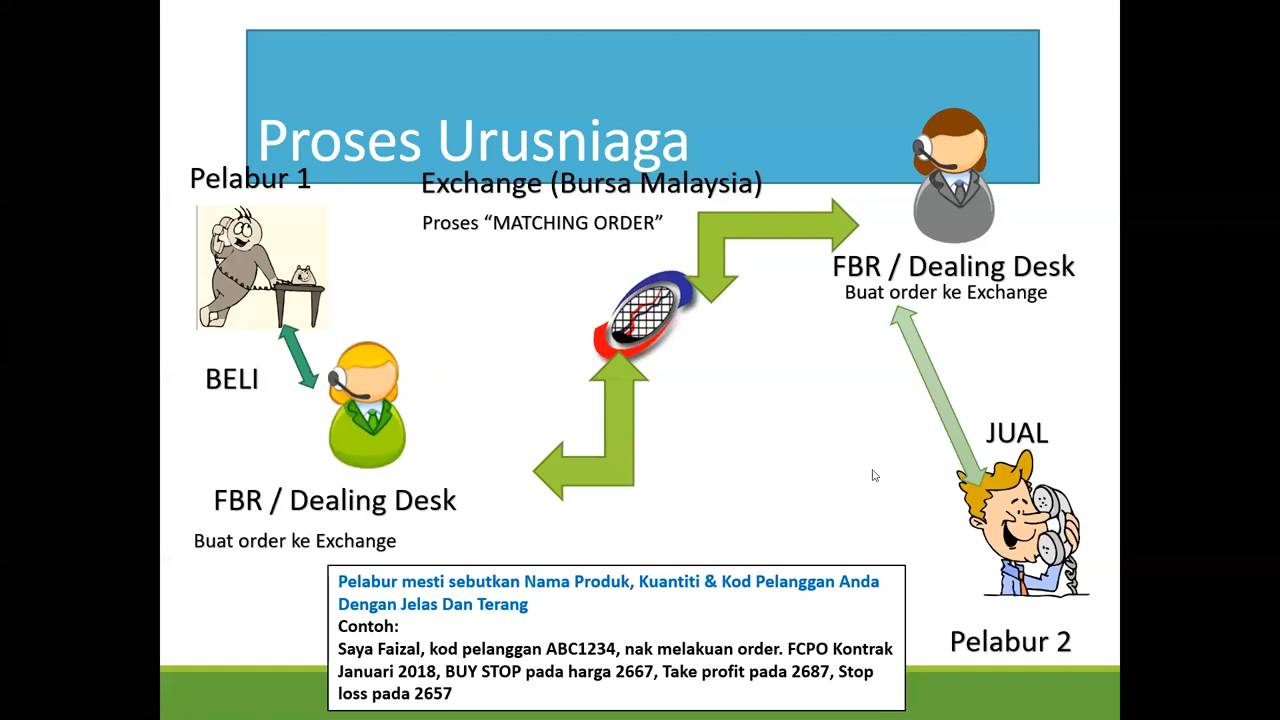 Proses Urusniaga
Pelabur 1
Exchange (Bursa Malaysia)
Proses “MATCHING ORDER”
FBR / Dealing Desk
Buat order ke Exchange
BELI
JUAL
FBR / Dealing Desk
Buat order ke Exchange
Pelabur mesti sebutkan Nama Produk, Kuantiti & Kod Pelanggan Anda
Dengan Jelas Dan Terang
Contoh:
Saya Faizal, kod pelanggan ABC1234, nak melakuan order. FCPO Kontrak
Januari 2018, BUY STOP pada harga 2667, Take profit pada 2687, Stop
loss pada 2657
Pelabur 2